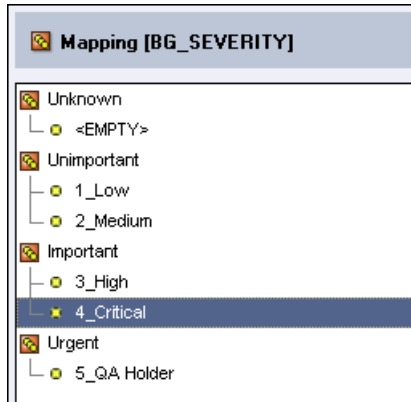 Mapping [BG_SEVERITY]
Unknown
<EMPTY>
Unimportant
1_Low
2_Medium
Important
3_High
4_Critical
Urgent
5_QA Holder